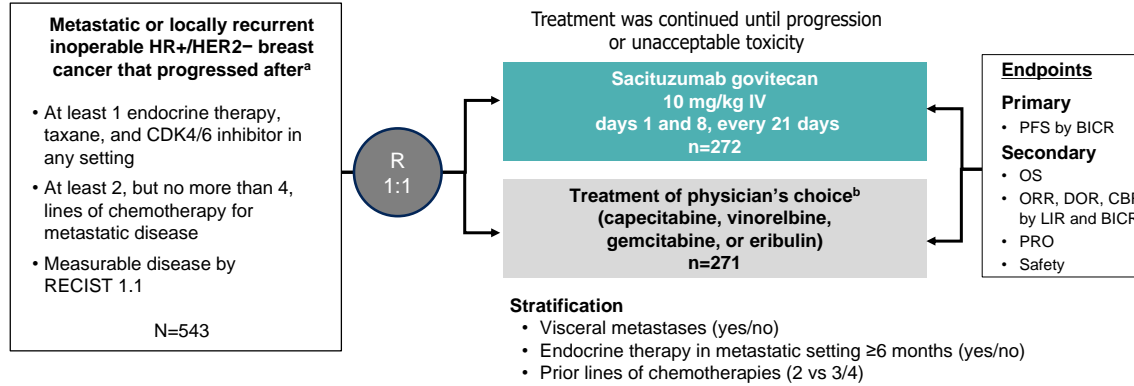 Metastatic or locally recurrent
inoperable HR+/HER2− breast
cancer that progressed afterᵃ
• At least 1 endocrine therapy,
taxane, and CDK4/6 inhibitor in
any setting
• At least 2, but no more than 4,
lines of chemotherapy for
metastatic disease
• Measurable disease by
RECIST 1.1
N=543
R
1:1
Treatment was continued until progression
or unacceptable toxicity
Sacituzumab govitecan
10 mg/kg IV
days 1 and 8, every 21 days
n=272
Treatment of physician’s choiceᵇ
(capecitabine, vinorelbine,
gemcitabine, or eribulin)
n=271
Stratification
• Visceral metastases (yes/no)
• Endocrine therapy in metastatic setting ≥6 months (yes/no)
• Prior lines of chemotherapies (2 vs 3/4)
Endpoints
Primary
• PFS by BICR
Secondary
• OS
• ORR, DOR, CBR
by LIR and BICR
• PRO
• Safety